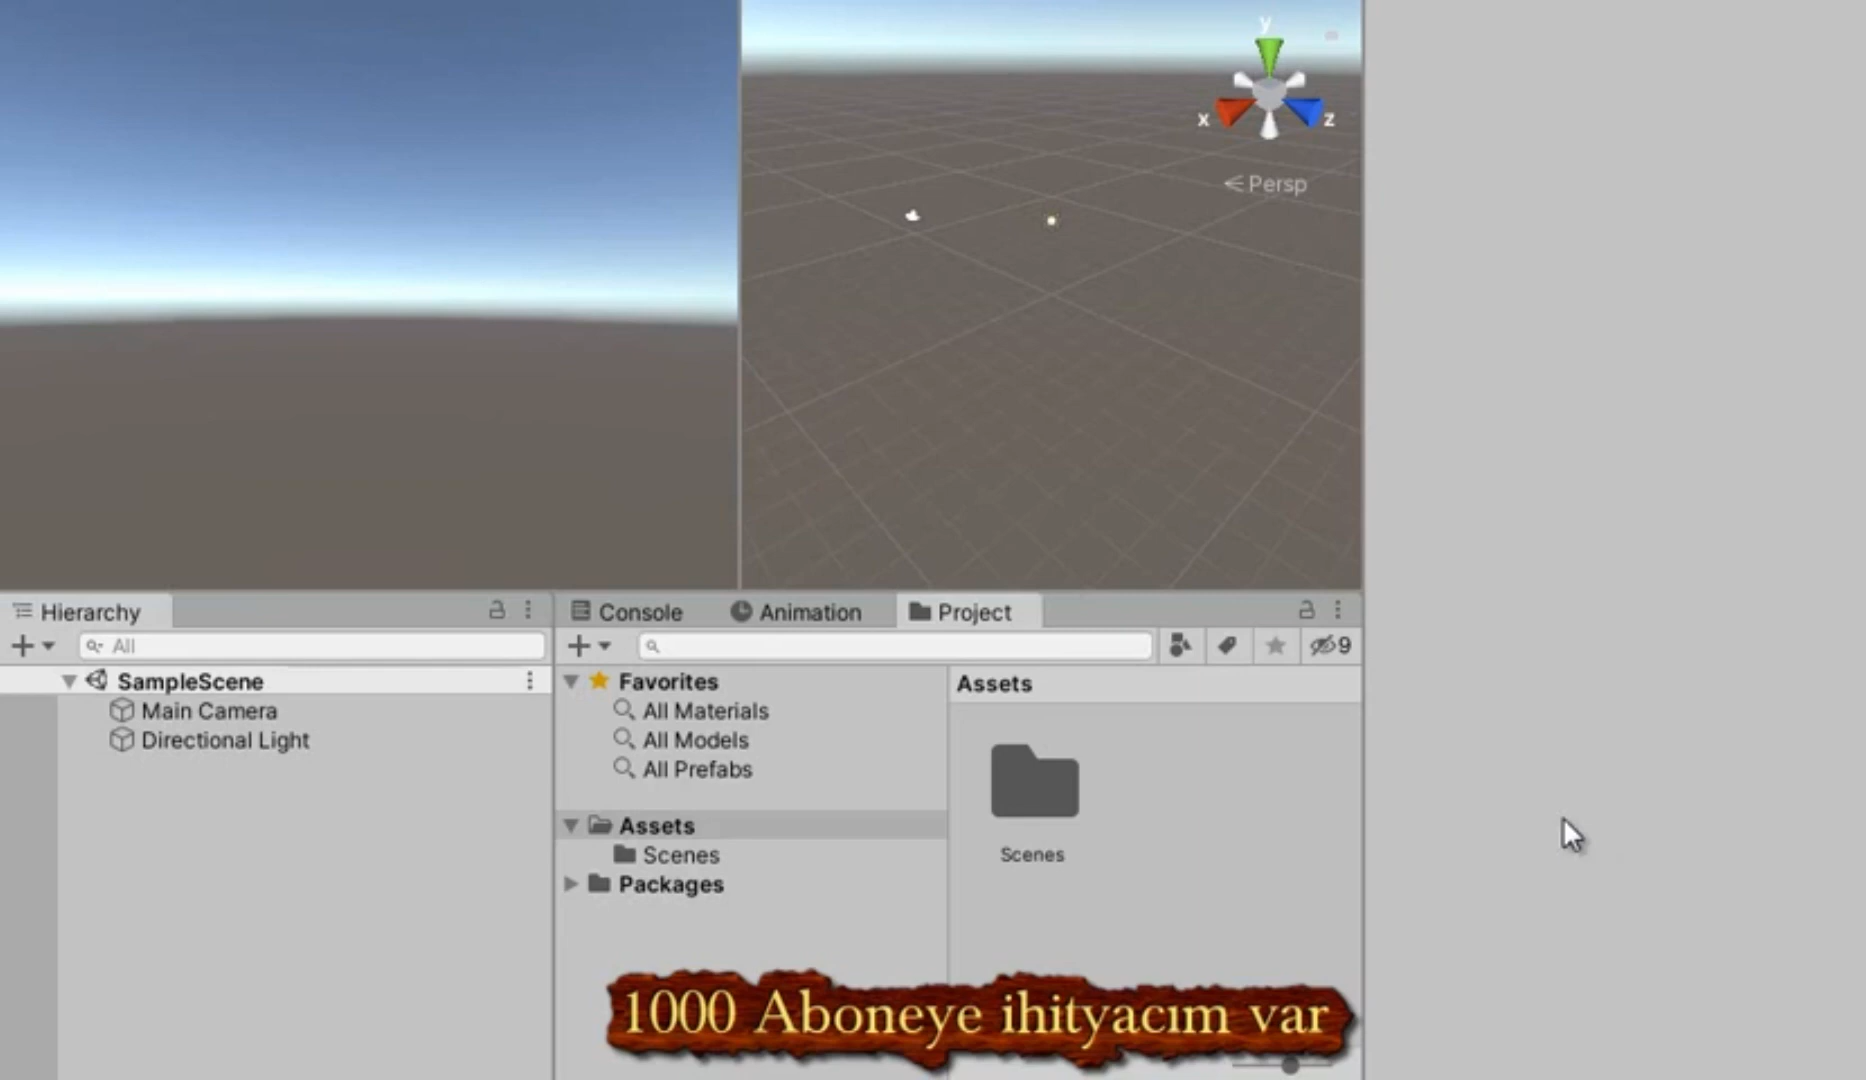 y
x
z
Persp
Hierarchy
Console
Animation
Project
All
9
SampleScene
Main Camera
Directional Light
Favorites
All Materials
All Models
All Prefabs
Assets
Scenes
Packages
Assets
Scenes
1000 Aboneye ihityacım var